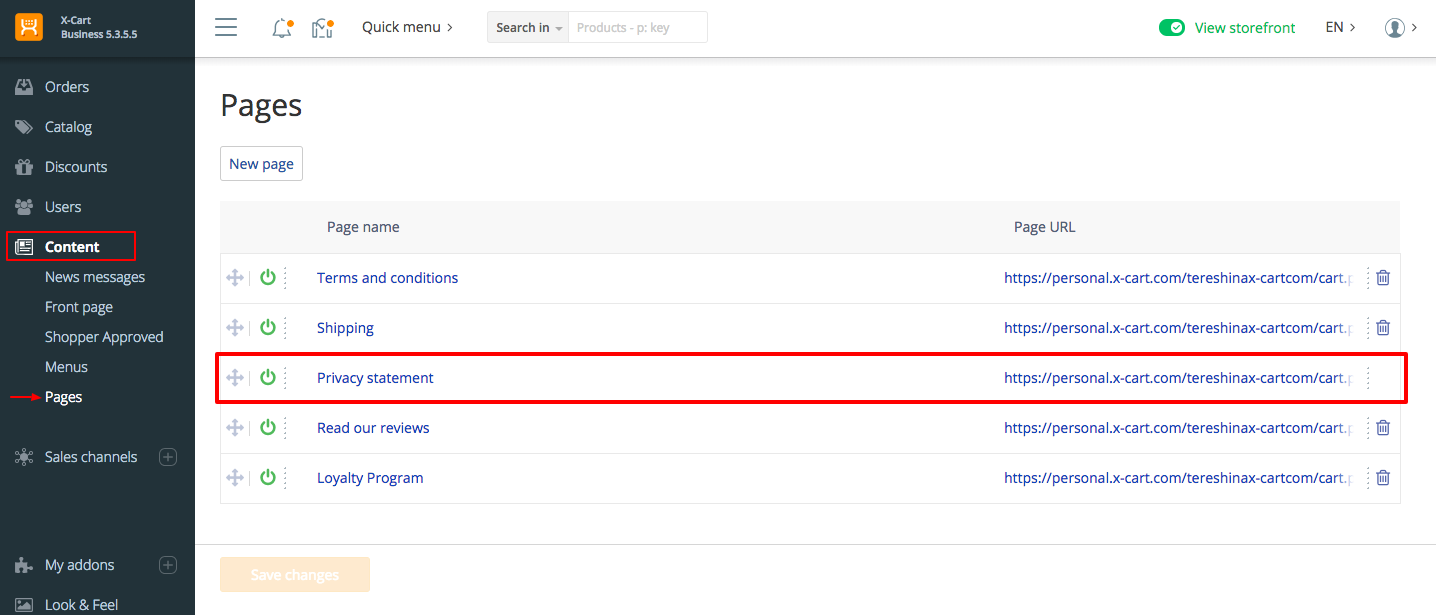 X-Cart
Business 5.3.5.5
Quick menu
Search in
Products - p: key
View storefront
EN
Orders
Catalog
Discounts
Users
Content
News messages
Front page
Shopper Approved
Menus
Pages
Sales channels
My addons
Look & Feel
Pages
New page
Page name Page URL
Terms and conditions https://personal.x-cart.com/tereshinax-cartcom/cart.p
Shipping https://personal.x-cart.com/tereshinax-cartcom/cart.p
Privacy statement https://personal.x-cart.com/tereshinax-cartcom/cart.p
Read our reviews https://personal.x-cart.com/tereshinax-cartcom/cart.p
Loyalty Program https://personal.x-cart.com/tereshinax-cartcom/cart.p
Save changes